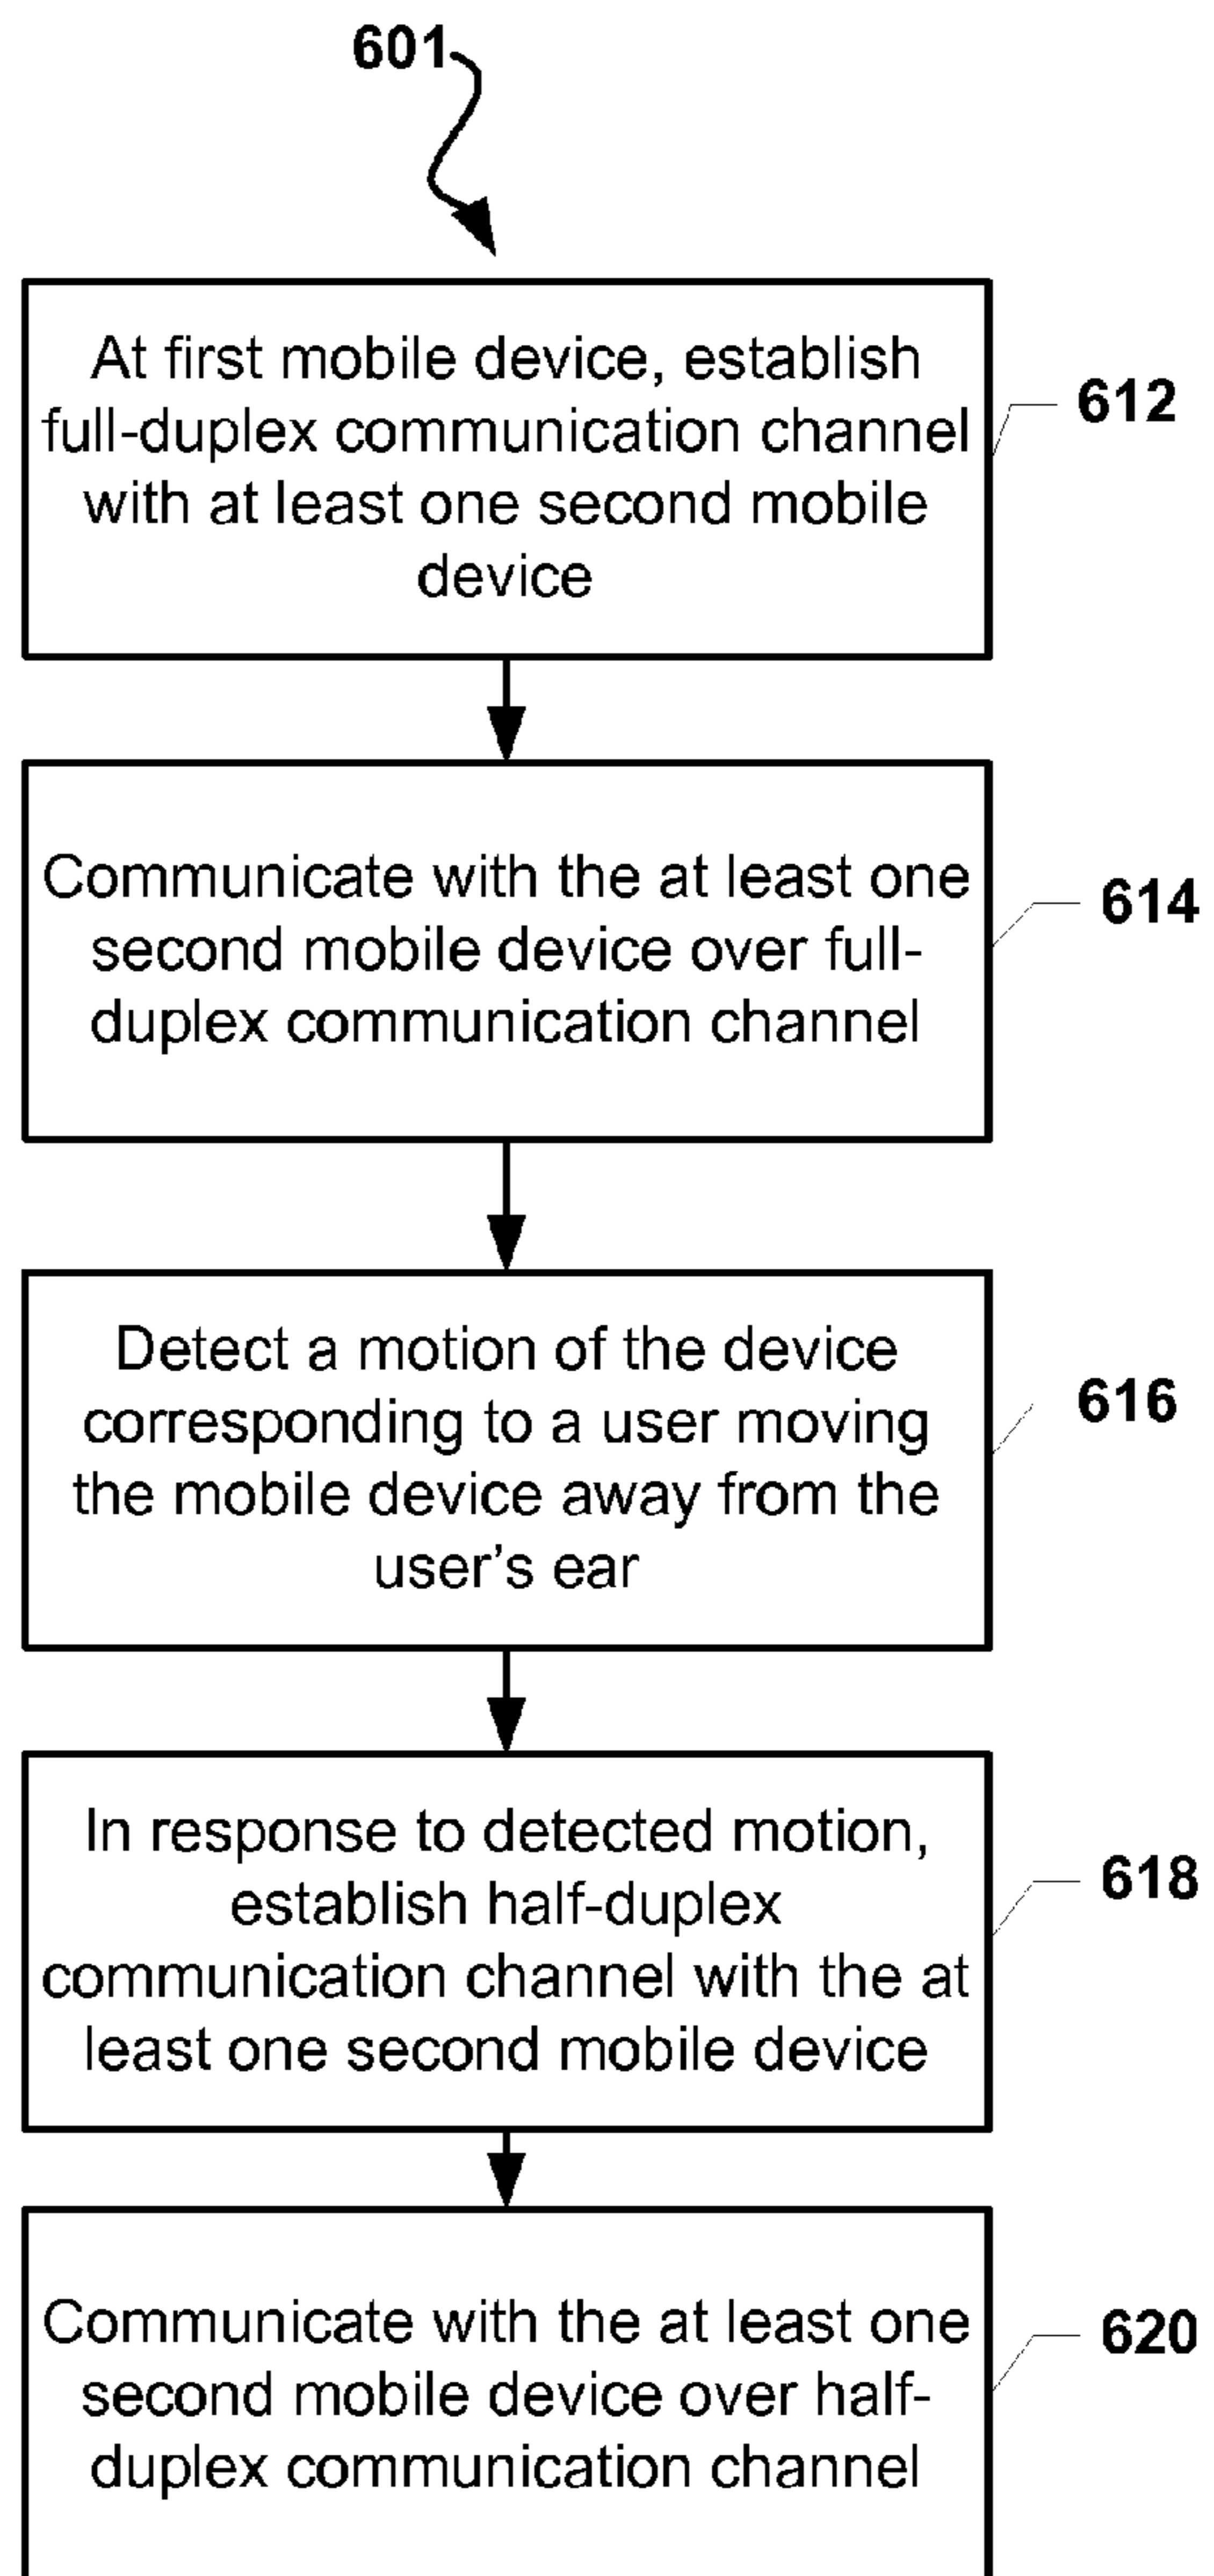 601
At first mobile device, establish
full-duplex communication channel
with at least one second mobile
device
612
Communicate with the at least one
second mobile device over full-
duplex communication channel
614
Detect a motion of the device
corresponding to a user moving
the mobile device away from the
user’s ear
616
In response to detected motion,
establish half-duplex
communication channel with the at
least one second mobile device
618
Communicate with the at least one
second mobile device over half-
duplex communication channel
620